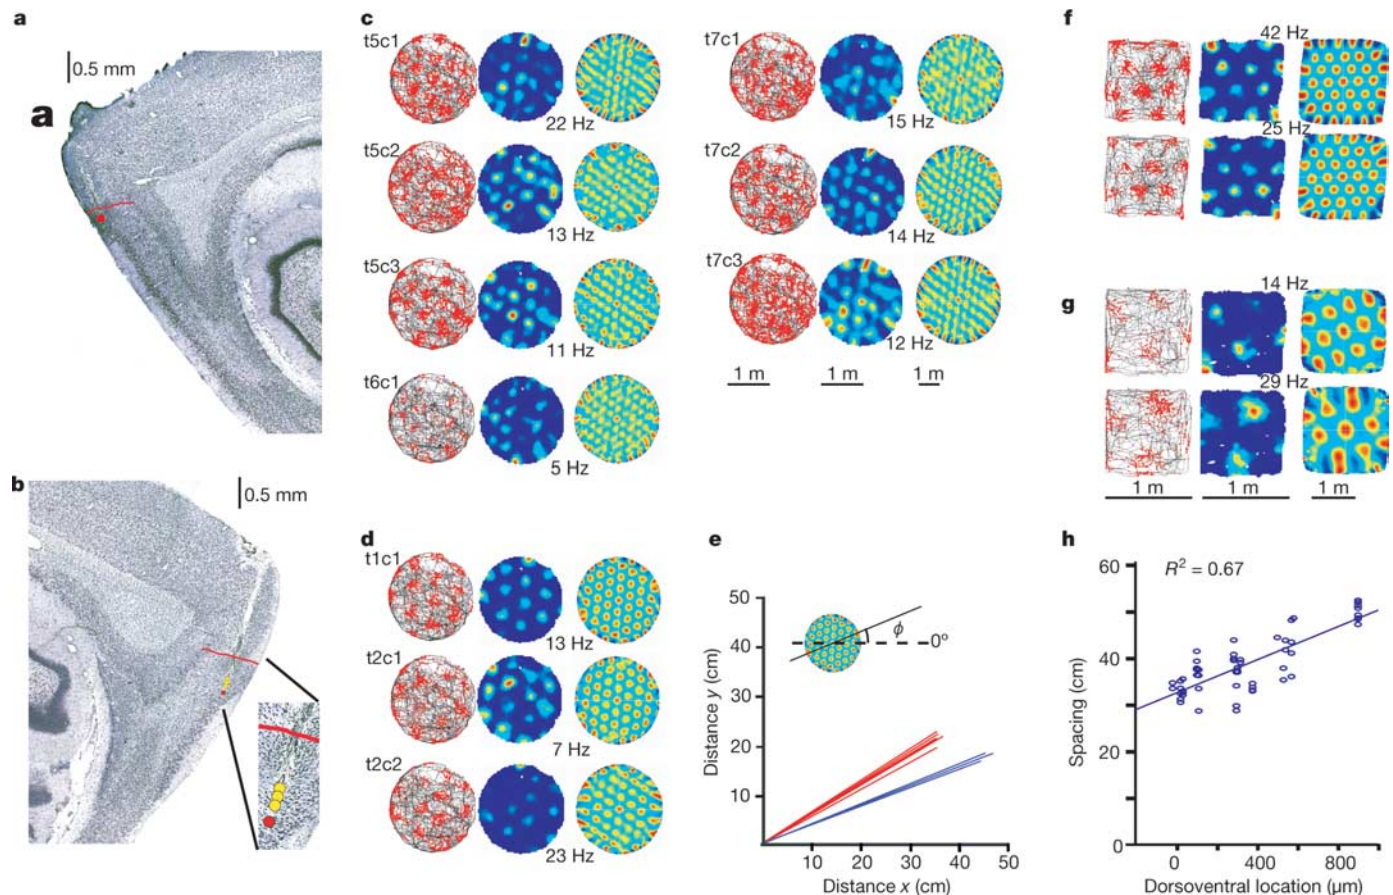 a
0.5 mm
a
b
0.5 mm
c
t5c1
22 Hz
t5c2
13 Hz
t5c3
11 Hz
t6c1
5 Hz
t7c1
15 Hz
t7c2
14 Hz
t7c3
12 Hz
1 m 1 m 1 m
d
t1c1
13 Hz
t2c1
7 Hz
t2c2
23 Hz
e
50
40
30
20
10
Distance y (cm)
ϕ
0°
10 20 30 40 50
Distance x (cm)
f
42 Hz
25 Hz
g
14 Hz
29 Hz
1 m 1 m 1 m
h
R² = 0.67
60
40
20
0
Spacing (cm)
0 400 800
Dorsoventral location (μm)